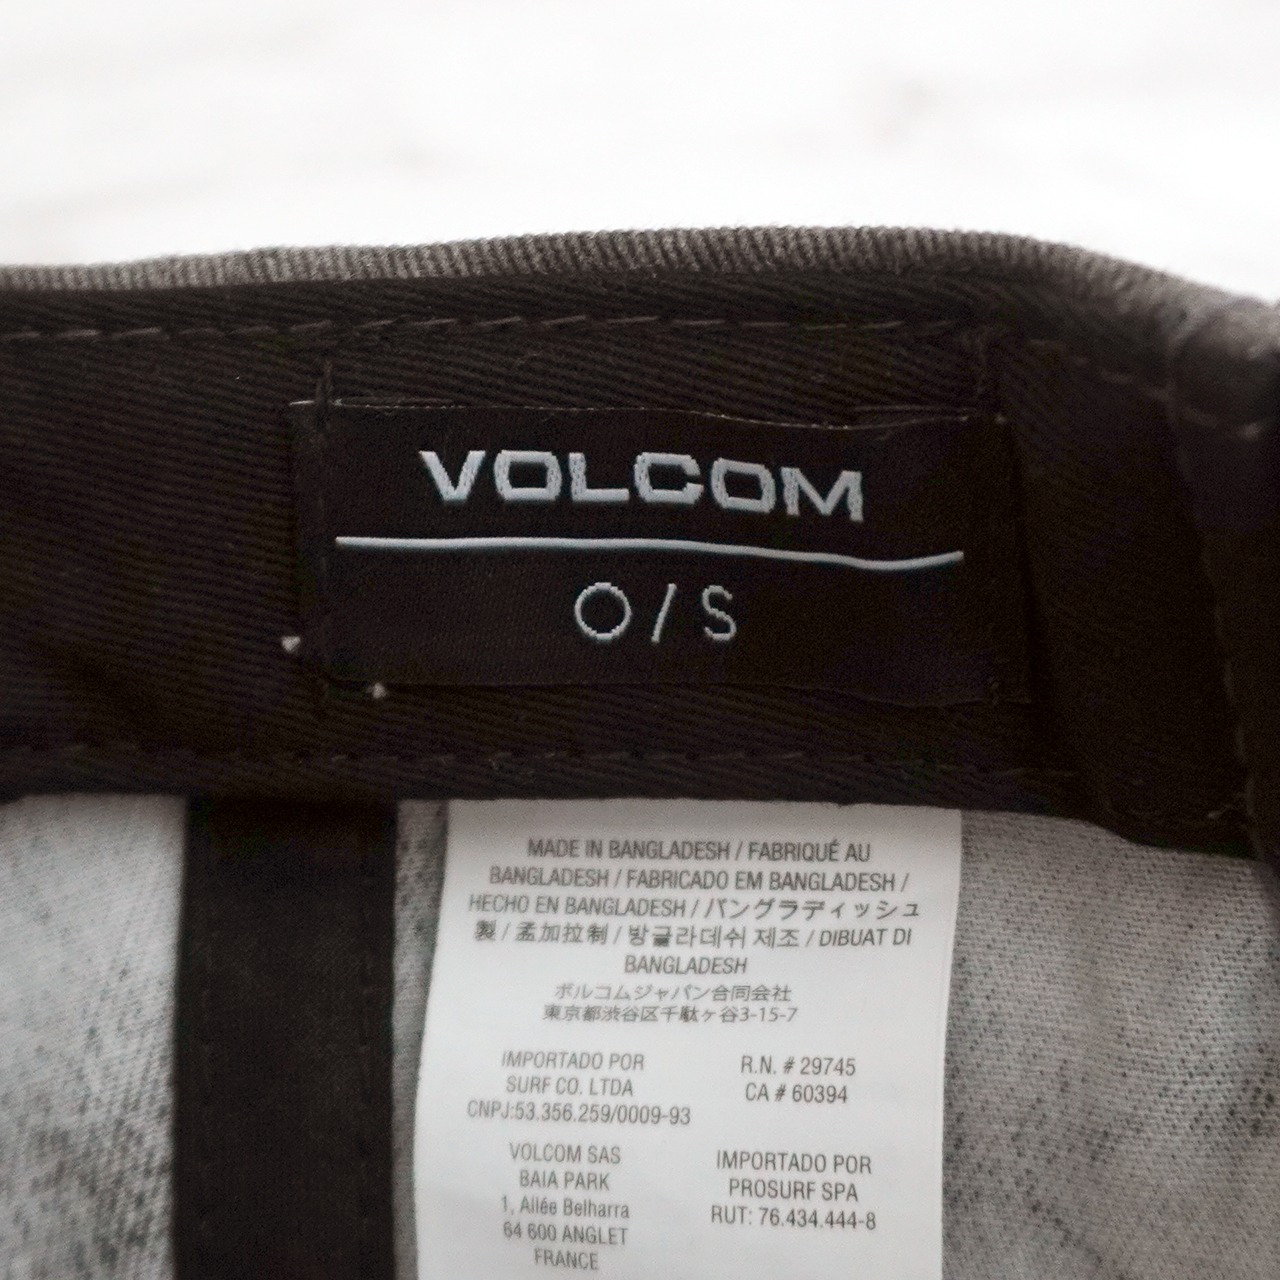 VOLCOM
O/S
MADE IN BANGLADESH / FABRIQUÉ AU
BANGLADESH / FABRICADO EM BANGLADESH /
HECHO EN BANGLADESH / バングラディッシュ
製 / 孟加拉制 / 방글라데쉬 제조 / DIBUAT DI
BANGLADESH
ボルコムジャパン合同会社
東京都渋谷区千駄ヶ谷3-15-7
IMPORTADO POR
SURF CO. LTDA
CNPJ:53.356.259/0009-93
R.N. # 29745
CA # 60394
VOLCOM SAS
BAIA PARK
1, Allée Belharra
64 600 ANGLET
FRANCE
IMPORTADO POR
PROSURF SPA
RUT: 76.434.444-8